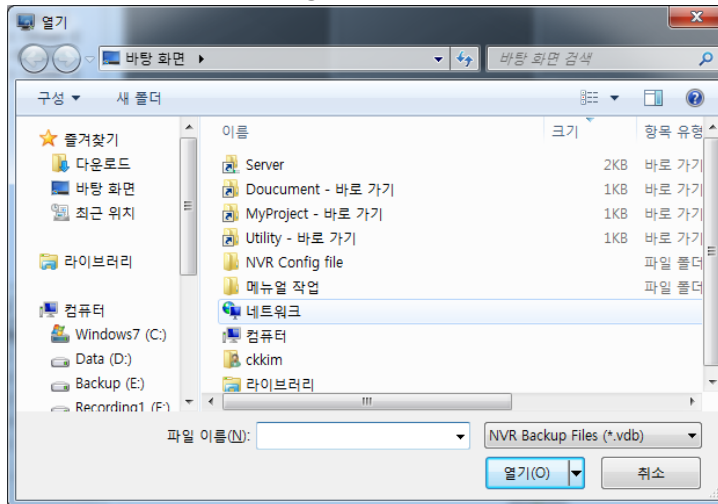 열기
바탕 화면
바탕 화면 검색
구성 새 폴더
이름 크기 항목 유형
즐겨찾기
다운로드
바탕 화면
최근 위치
라이브러리
컴퓨터
Windows7 (C:)
Data (D:)
Backup (E:)
Recording1 (F:)
Server 2KB 바로 가기
Doucument - 바로 가기 1KB 바로 가기
MyProject - 바로 가기 1KB 바로 가기
Utility - 바로 가기 1KB 바로 가기
NVR Config file 파일 폴더
메뉴얼 작업 파일 폴더
네트워크
컴퓨터
ckkim
라이브러리
파일 이름(N): NVR Backup Files (*.vdb)
열기(O) 취소